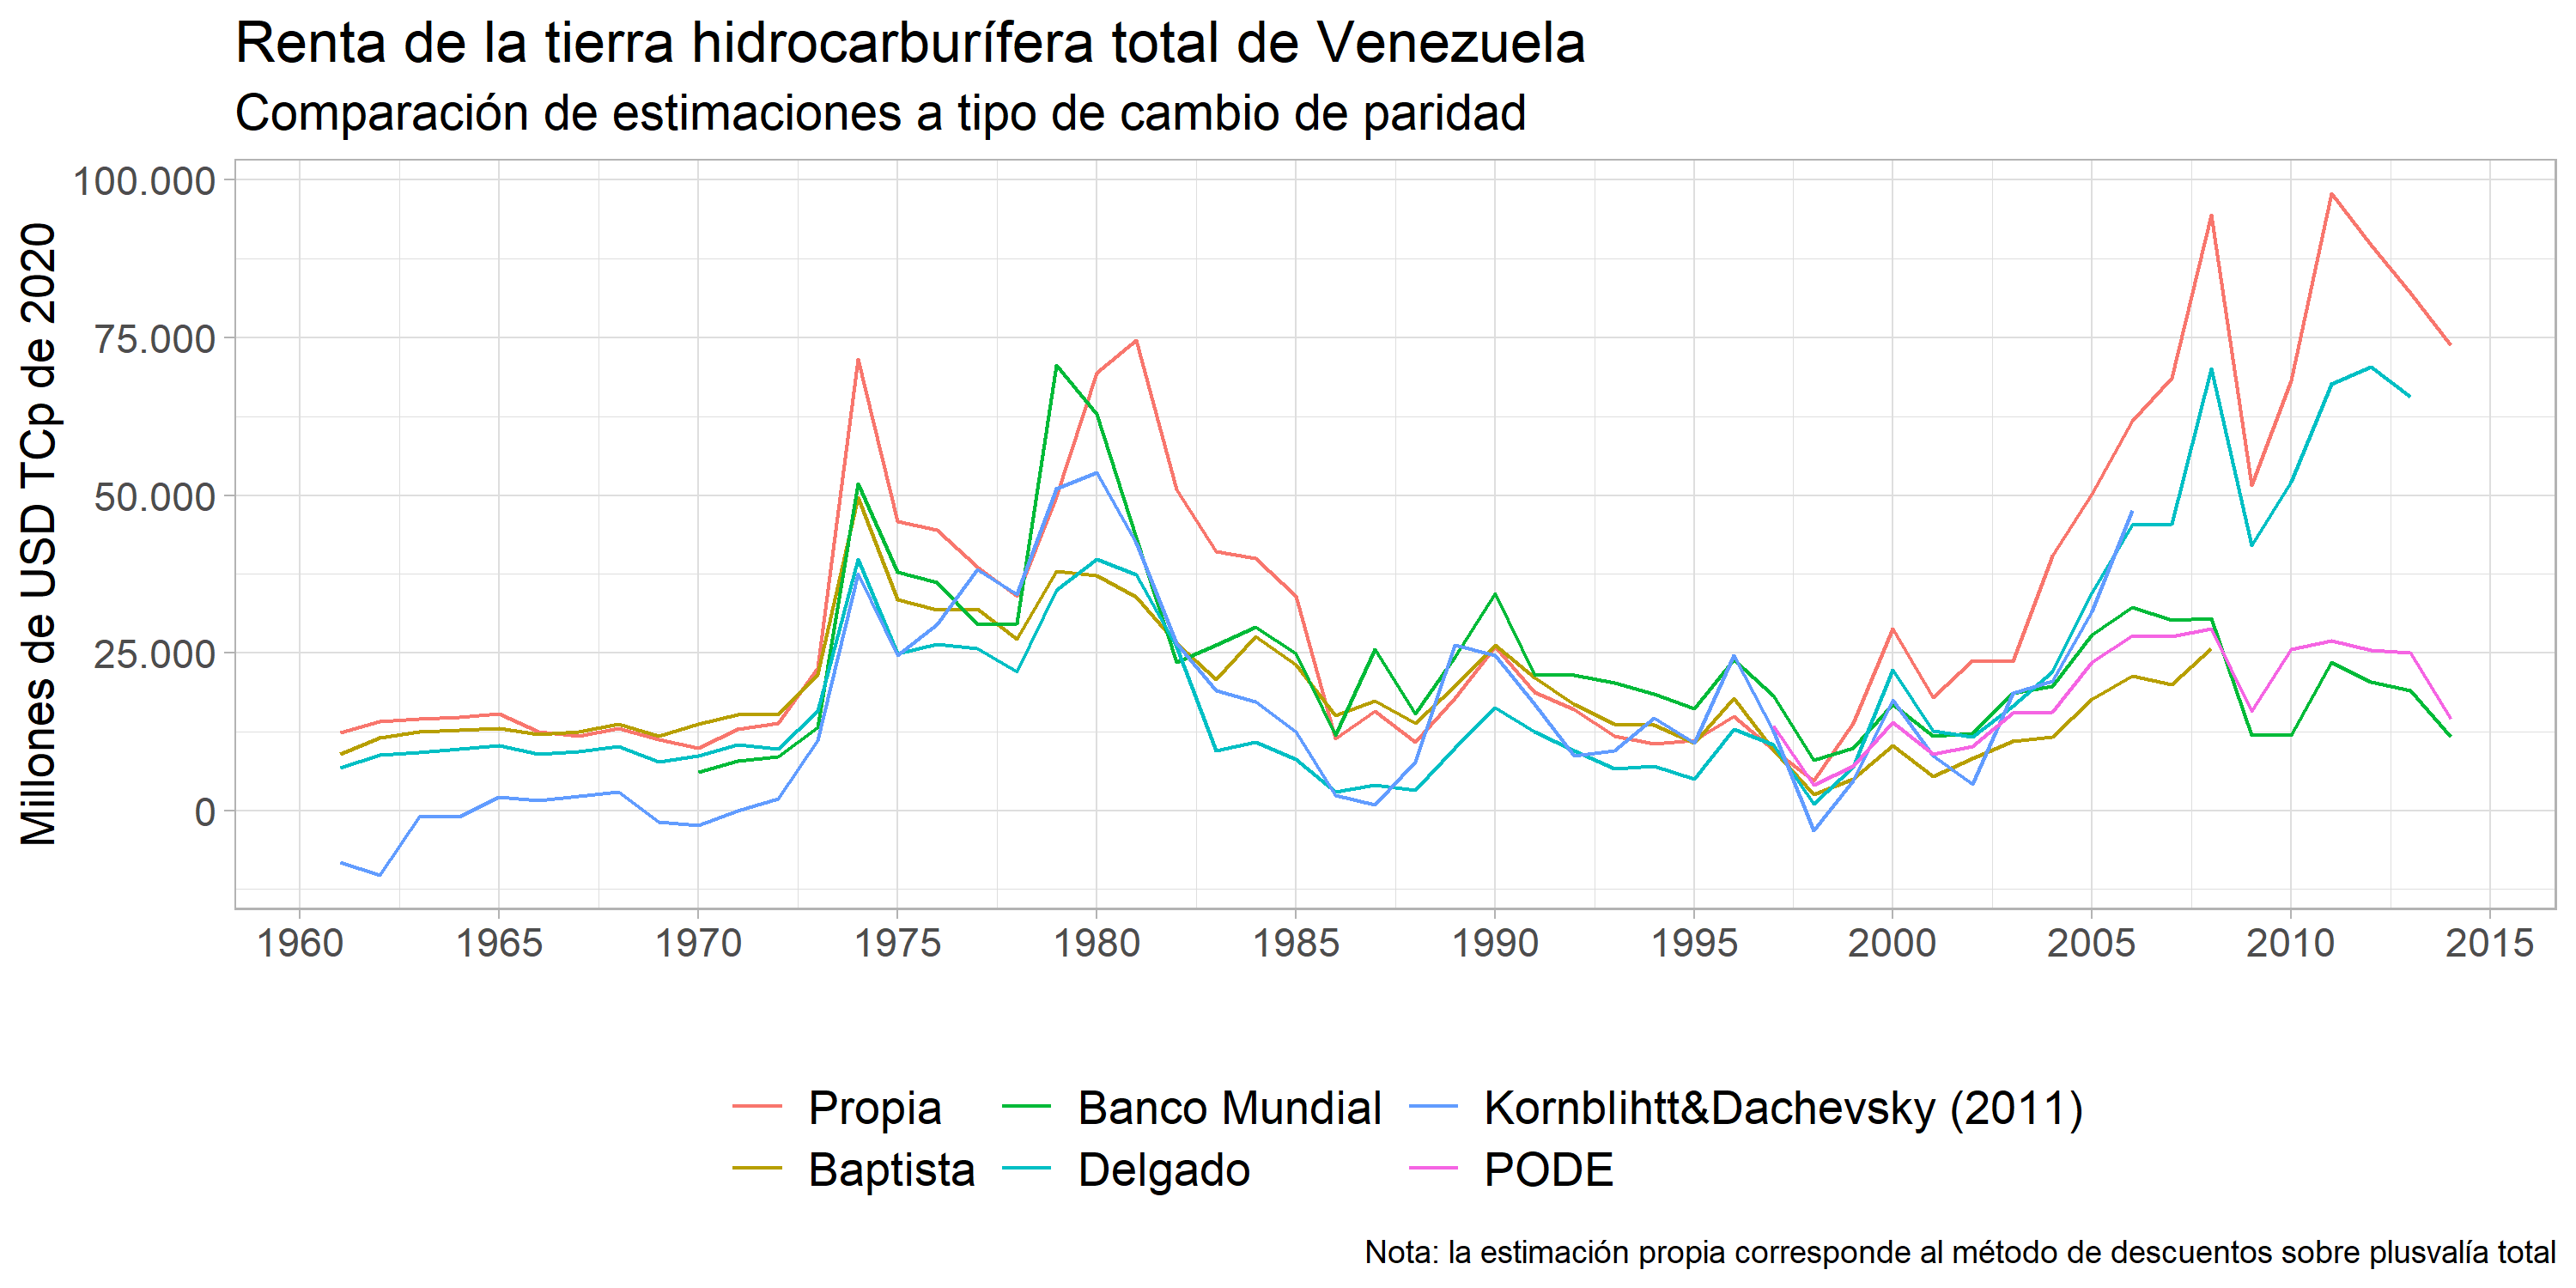 Renta de la tierra hidrocarburífera total de Venezuela
Comparación de estimaciones a tipo de cambio de paridad
Millones de USD TCp de 2020
100.000
75.000
50.000
25.000
0
1960 1965 1970 1975 1980 1985 1990 1995 2000 2005 2010 2015
Propia Banco Mundial Kornblihtt&Dachevsky (2011)
Baptista Delgado PODE
Nota: la estimación propia corresponde al método de descuentos sobre plusvalía total